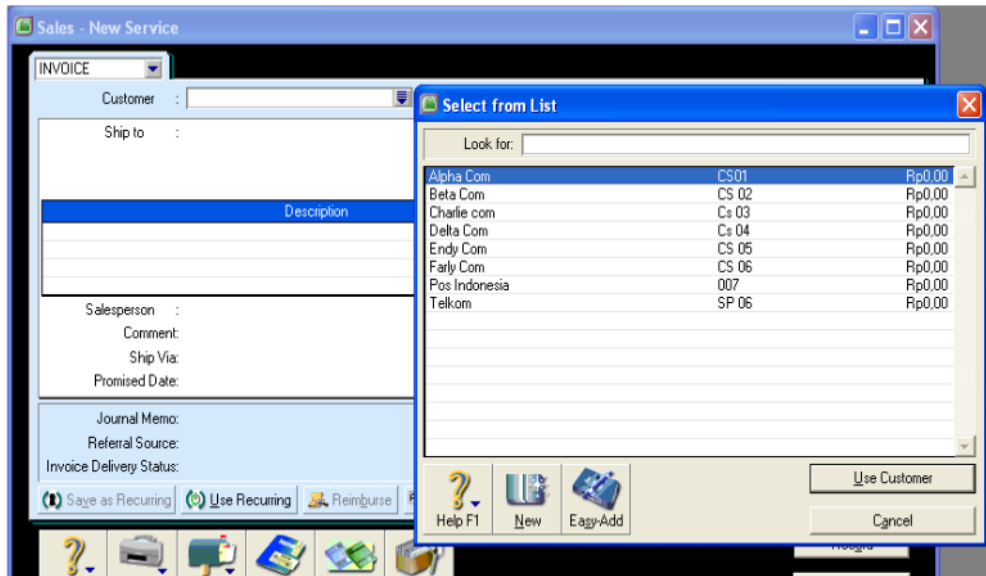 Sales - New Service
INVOICE
Customer :
Ship to :
Description
Salesperson :
Comment:
Ship Via:
Promised Date:
Journal Memo:
Referral Source:
Invoice Delivery Status:
Save as Recurring Use Recurring Reimburse
Select from List
Look for:
Alpha Com CS01 Rp0,00
Beta Com CS 02 Rp0,00
Charlie com Cs 03 Rp0,00
Delta Com Cs 04 Rp0,00
Endy Com CS 05 Rp0,00
Farly Com CS 06 Rp0,00
Pos Indonesia 007 Rp0,00
Telkom SP 06 Rp0,00
Help F1 New Easy-Add
Use Customer
Cancel
Record